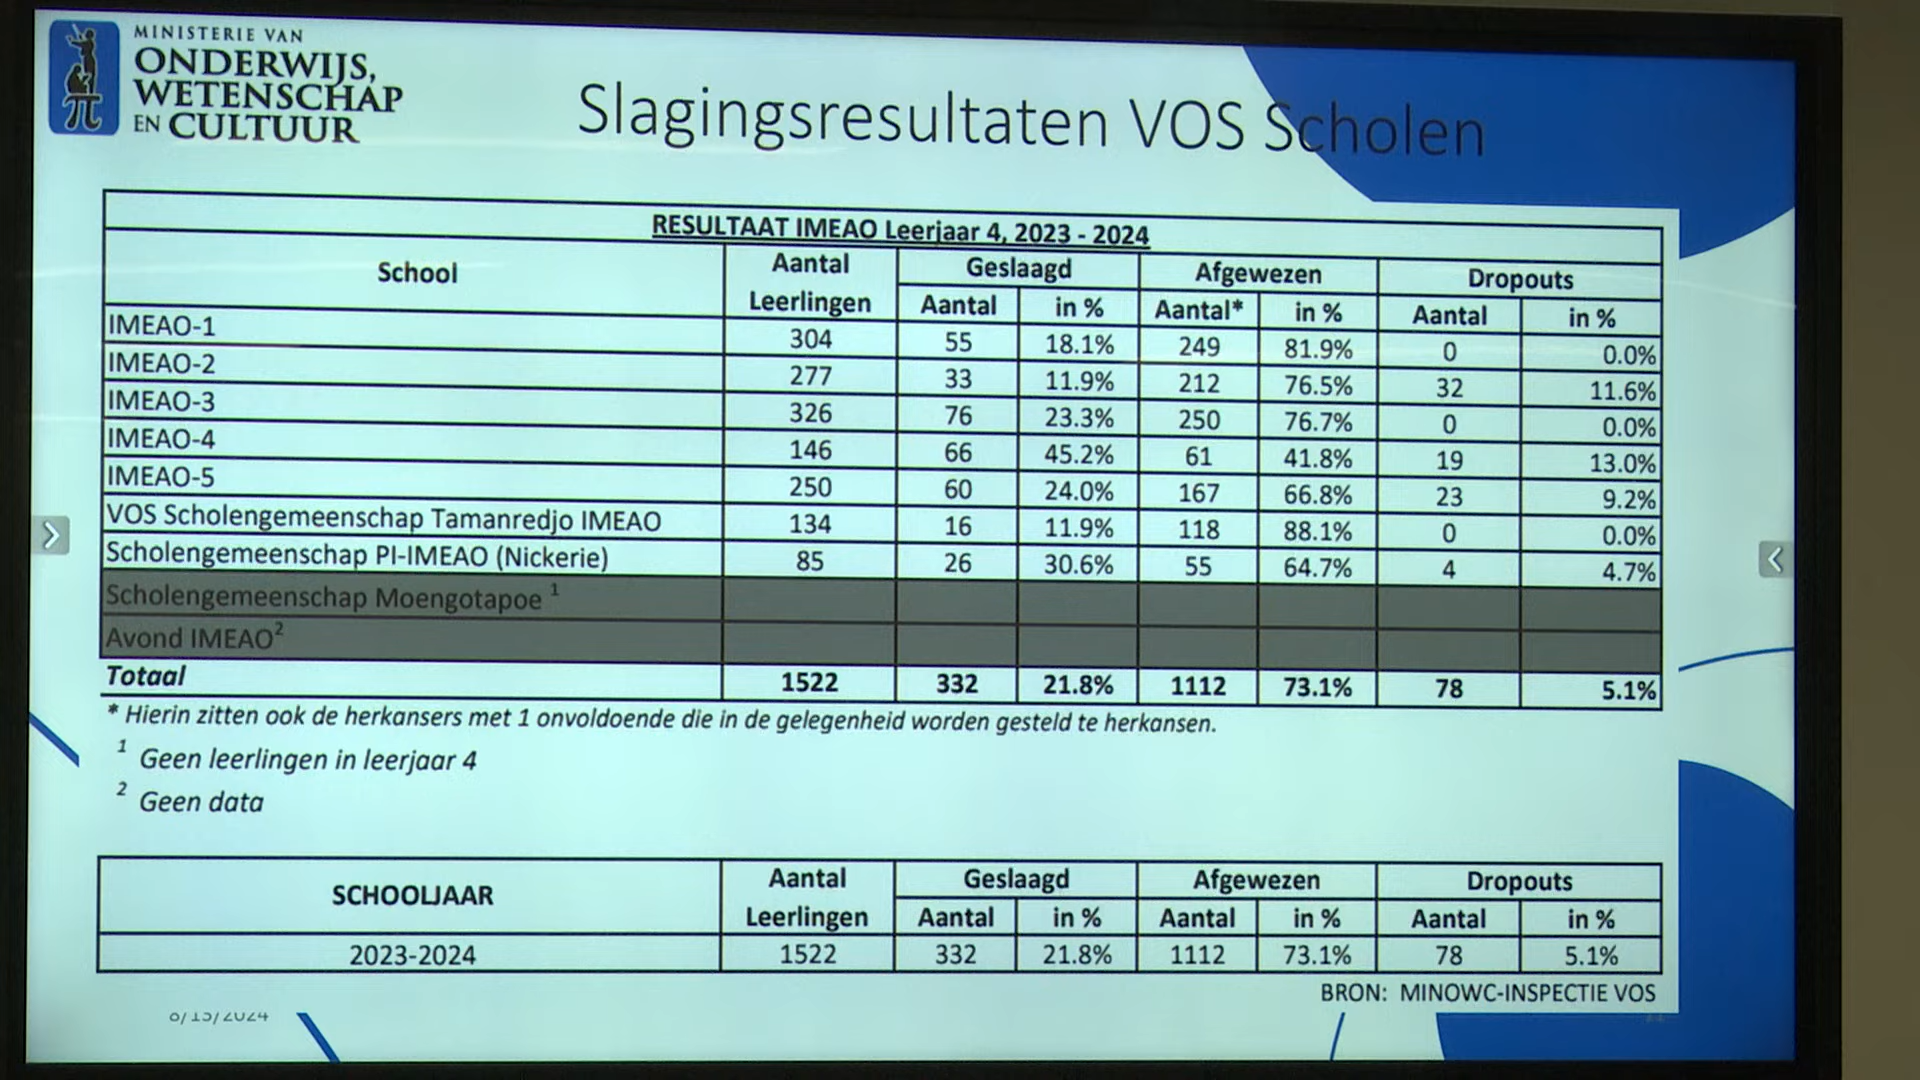 MINISTERIE VAN
ONDERWIJS,
WETENSCHAP
EN CULTUUR
Slagingsresultaten VOS Scholen
RESULTAAT IMEAO Leerjaar 4, 2023 - 2024
School Aantal Leerlingen Geslaagd Afgewezen Dropouts
Aantal in % Aantal* in % Aantal in %
IMEAO-1 304 55 18.1% 249 81.9% 0 0.0%
IMEAO-2 277 33 11.9% 212 76.5% 32 11.6%
IMEAO-3 326 76 23.3% 250 76.7% 0 0.0%
IMEAO-4 146 66 45.2% 61 41.8% 19 13.0%
IMEAO-5 250 60 24.0% 167 66.8% 23 9.2%
VOS Scholengemeenschap Tamanredjo IMEAO 134 16 11.9% 118 88.1% 0 0.0%
Scholengemeenschap PI-IMEAO (Nickerie) 85 26 30.6% 55 64.7% 4 4.7%
Scholengemeenschap Moengotapoe 1
Avond IMEAO2
Totaal 1522 332 21.8% 1112 73.1% 78 5.1%
* Hierin zitten ook de herkansers met 1 onvoldoende die in de gelegenheid worden gesteld te herkansen.
1 Geen leerlingen in leerjaar 4
2 Geen data
SCHOOLJAAR Aantal Leerlingen Geslaagd Afgewezen Dropouts
Aantal in % Aantal in % Aantal in %
2023-2024 1522 332 21.8% 1112 73.1% 78 5.1%
BRON: MINOWC-INSPECTIE VOS
8/15/2024